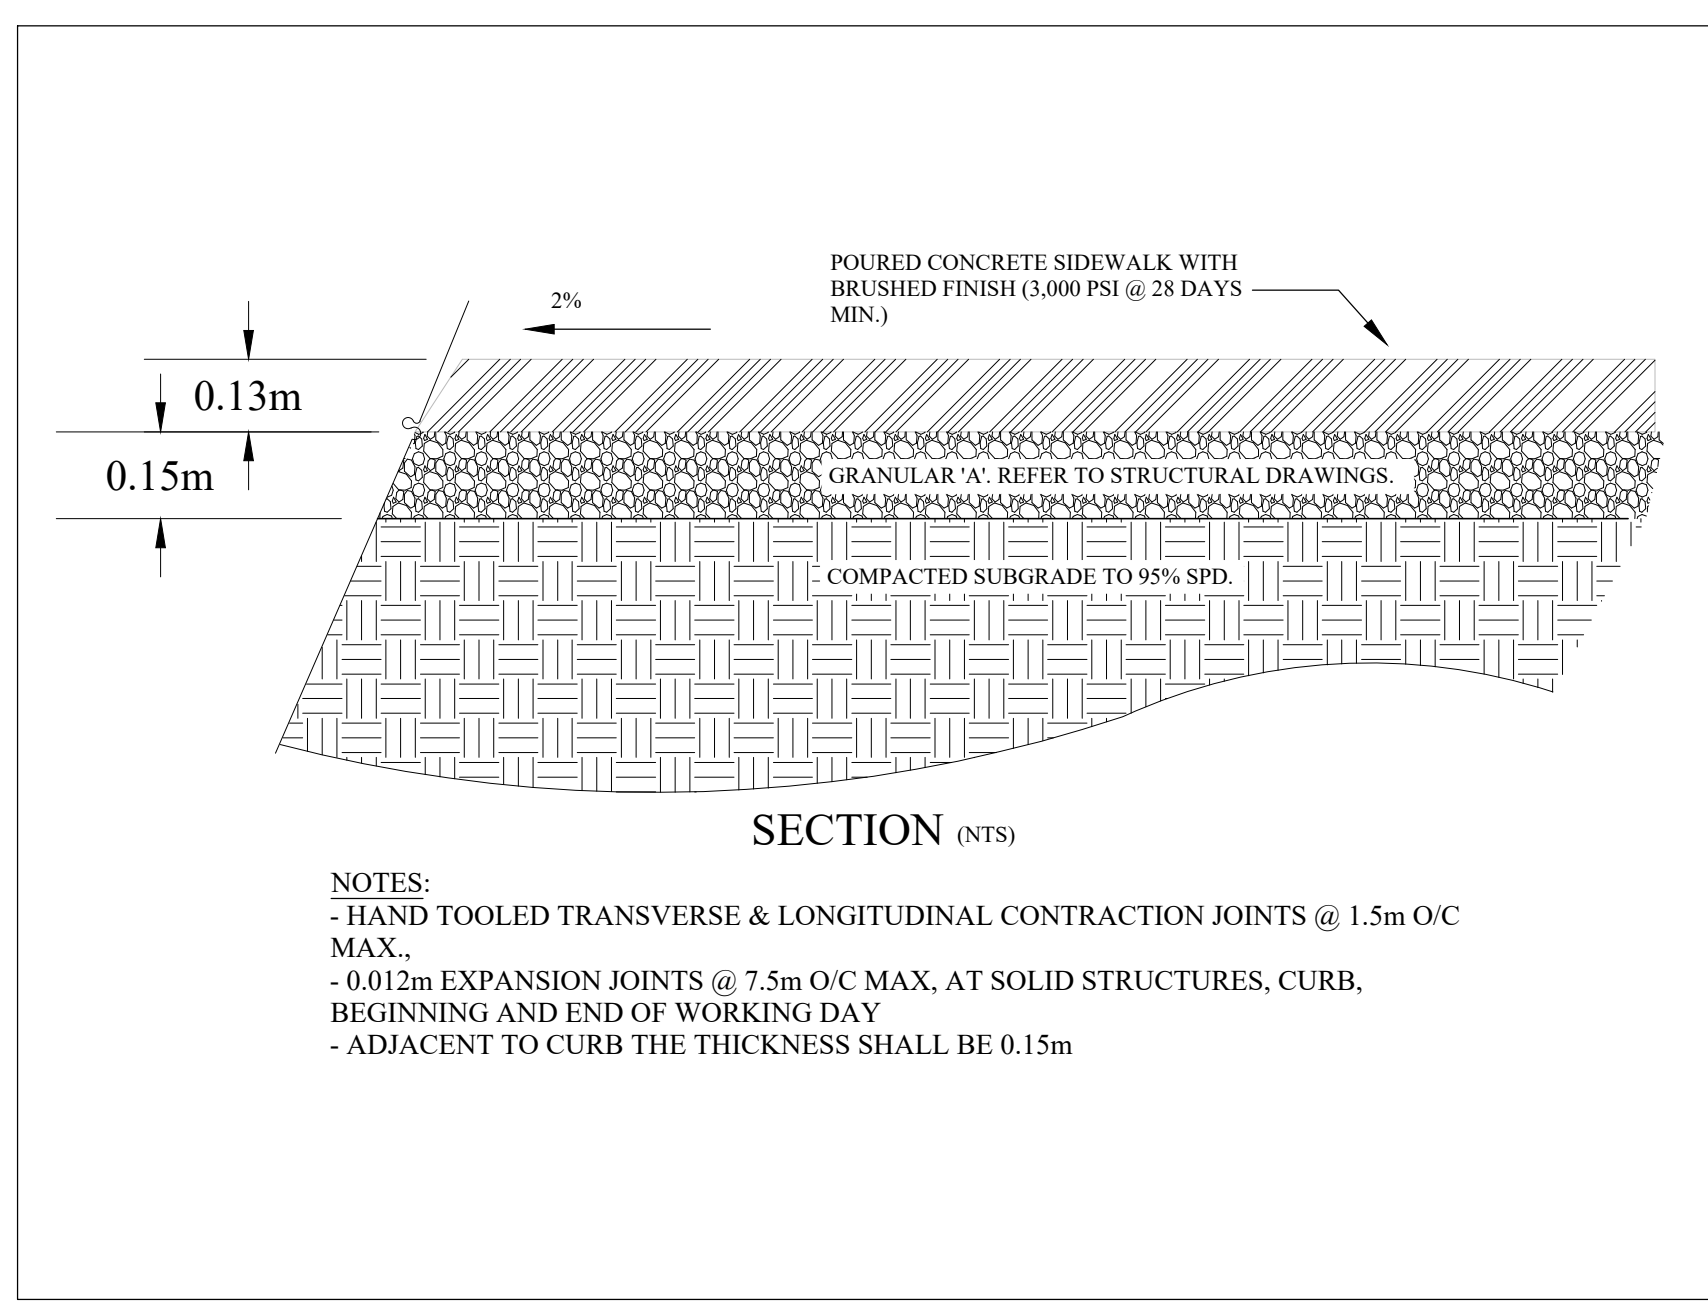 POURED CONCRETE SIDEWALK WITH
BRUSHED FINISH (3,000 PSI @ 28 DAYS
MIN.)
2%
0.13m
0.15m
GRANULAR 'A'. REFER TO STRUCTURAL DRAWINGS.
COMPACTED SUBGRADE TO 95% SPD.
SECTION (NTS)
NOTES:
- HAND TOOLED TRANSVERSE & LONGITUDINAL CONTRACTION JOINTS @ 1.5m O/C
MAX.,
- 0.012m EXPANSION JOINTS @ 7.5m O/C MAX, AT SOLID STRUCTURES, CURB,
BEGINNING AND END OF WORKING DAY
- ADJACENT TO CURB THE THICKNESS SHALL BE 0.15m